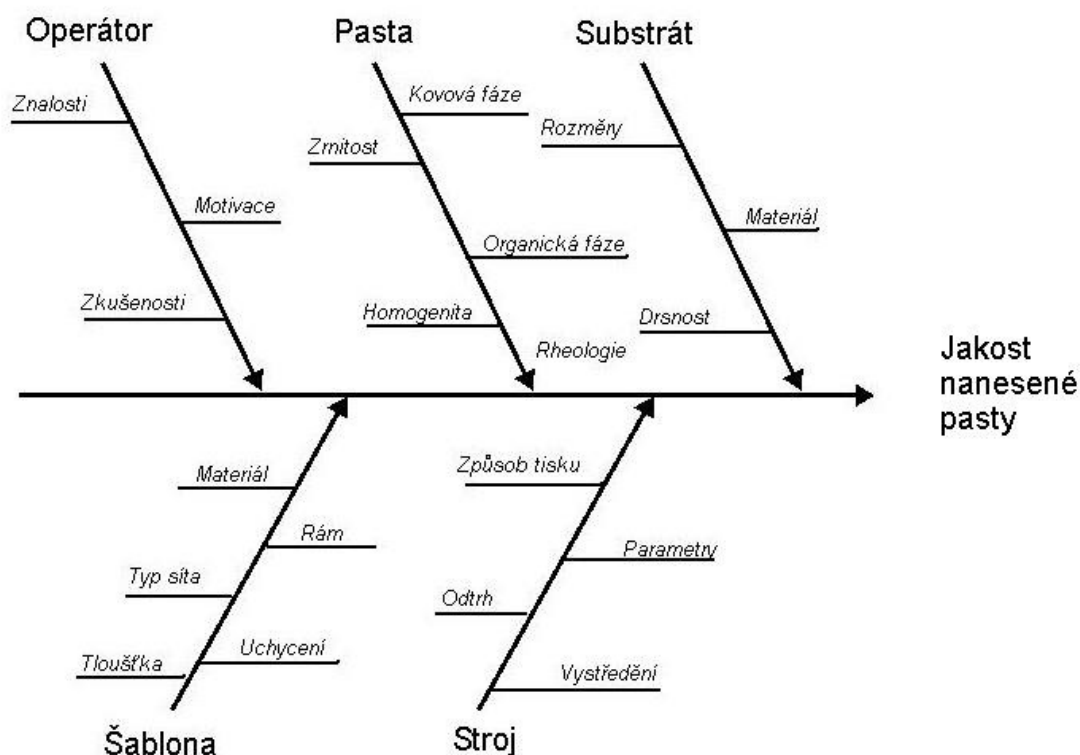 Operátor
Pasta
Substrát
Znalosti
Kovová fáze
Rozměry
Zrnitost
Motivace
Materiál
Organická fáze
Zkušenosti
Homogenita
Drsnost
Rheologie
Jakost
nanesené
pasty
Materiál
Způsob tisku
Rám
Parametry
Typ síta
Odtrh
Uchycení
Tloušťka
Vystředění
Šablona
Stroj